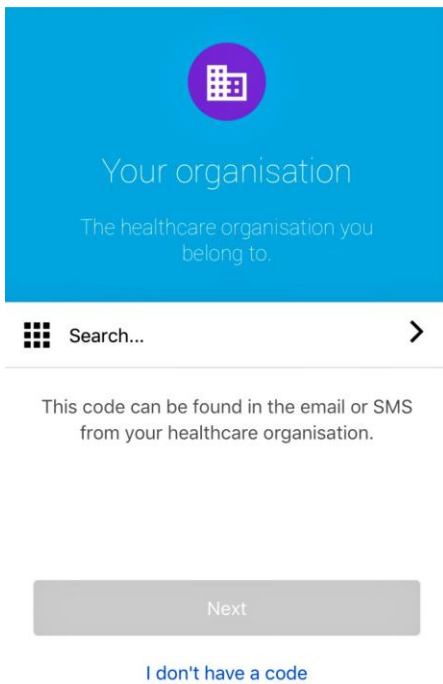 Your organisation
The healthcare organisation you
belong to.
Search...
This code can be found in the email or SMS
from your healthcare organisation.
Next
I don't have a code